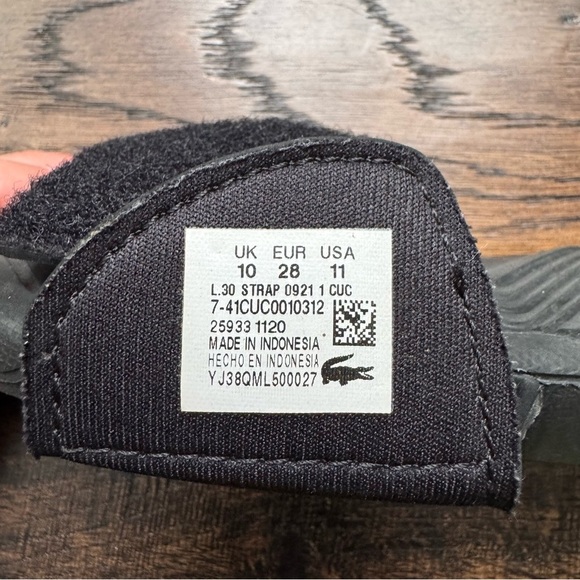 UK EUR USA
10 28 11
L.30 STRAP 0921 1 CUC
7-41CUC0010312
25933 1120
MADE IN INDONESIA
HECHO EN INDONESIA
YJ38QML500027